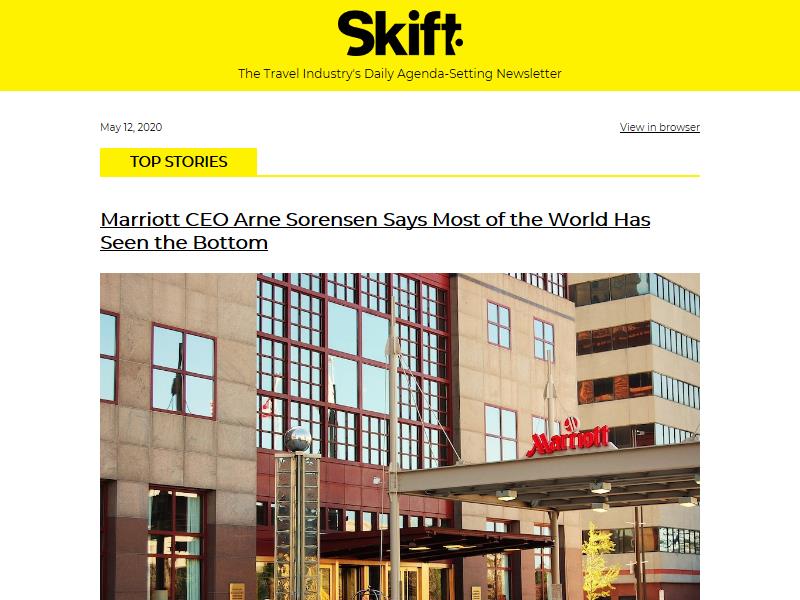 Skift
The Travel Industry's Daily Agenda-Setting Newsletter
May 12, 2020 View in browser
TOP STORIES
Marriott CEO Arne Sorensen Says Most of the World Has
Seen the Bottom
Marriott